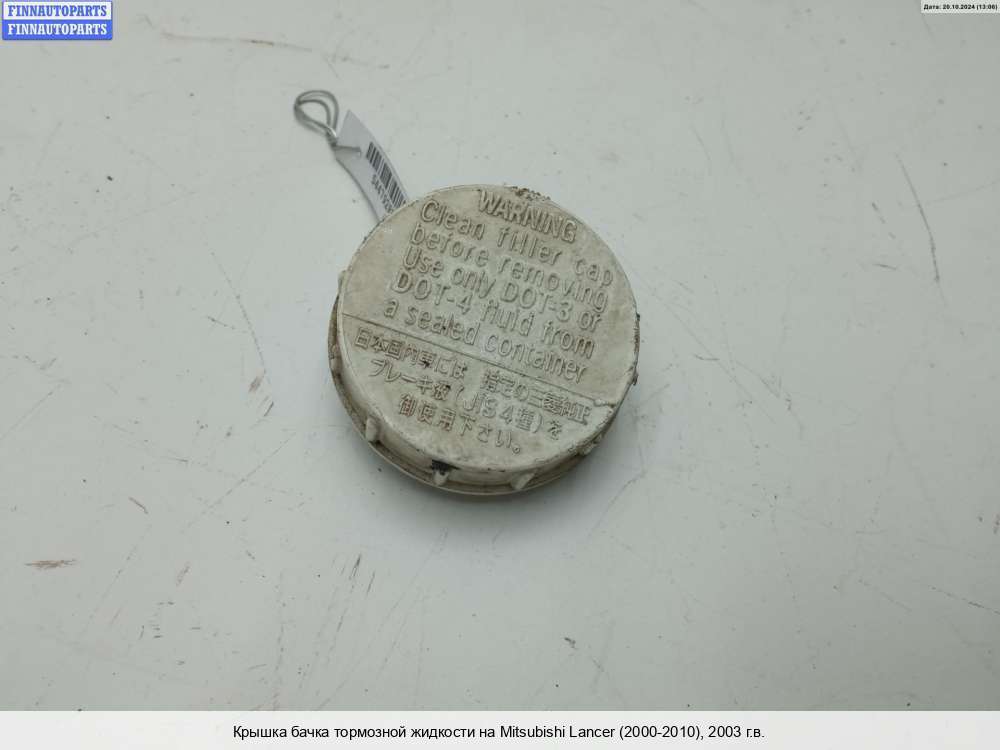 FINNAUTOPARTS
FINNAUTOPARTS
Дата: 20.10.2024 (13:06)
WARNING
Clean filler cap
before removing
Use only DOT-3 or
DOT-4 fluid from
a sealed container
日本国内車には 指定の三菱純正
ブレーキ液(JIS4種)を
御使用下さい。
Крышка бачка тормозной жидкости на Mitsubishi Lancer (2000-2010), 2003 г.в.